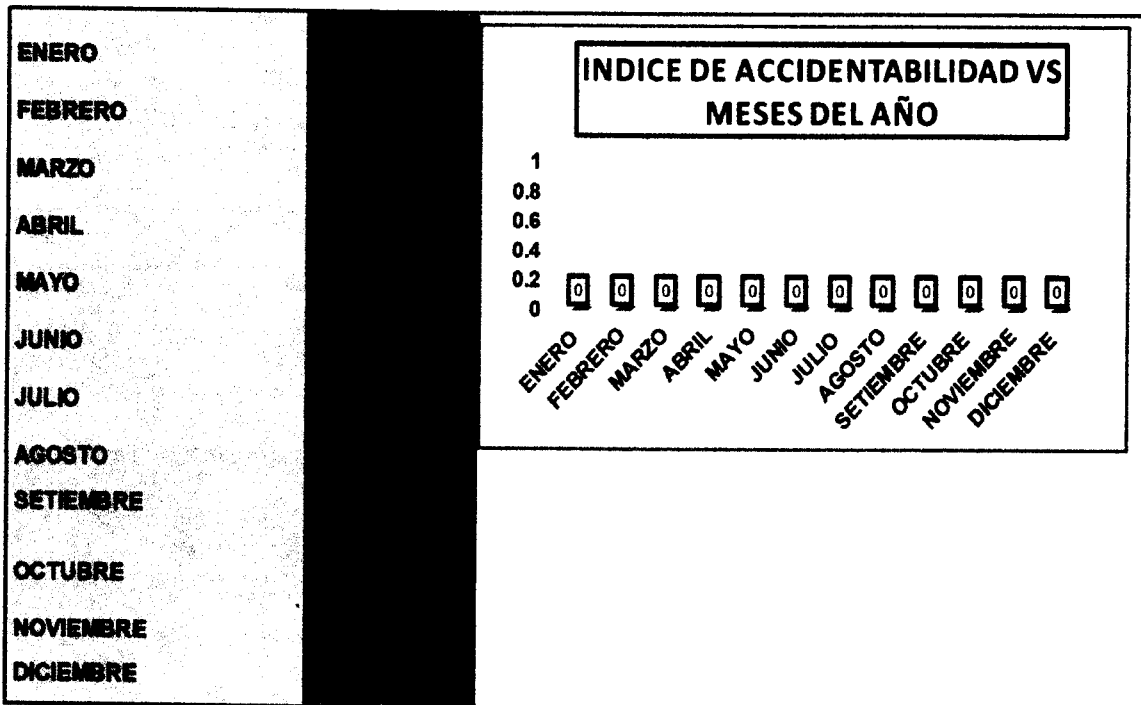 ENERO
FEBRERO
MARZO
ABRIL
MAYO
JUNIO
JULIO
AGOSTO
SETIEMBRE
OCTUBRE
NOVIEMBRE
DICIEMBRE
INDICE DE ACCIDENTABILIDAD VS
MESES DEL AÑO
1
0.8
0.6
0.4
0.2
0
0 0 0 0 0 0 0 0 0 0 0 0
ENERO
FEBRERO
MARZO
ABRIL
MAYO
JUNIO
JULIO
AGOSTO
SETIEMBRE
OCTUBRE
NOVIEMBRE
DICIEMBRE